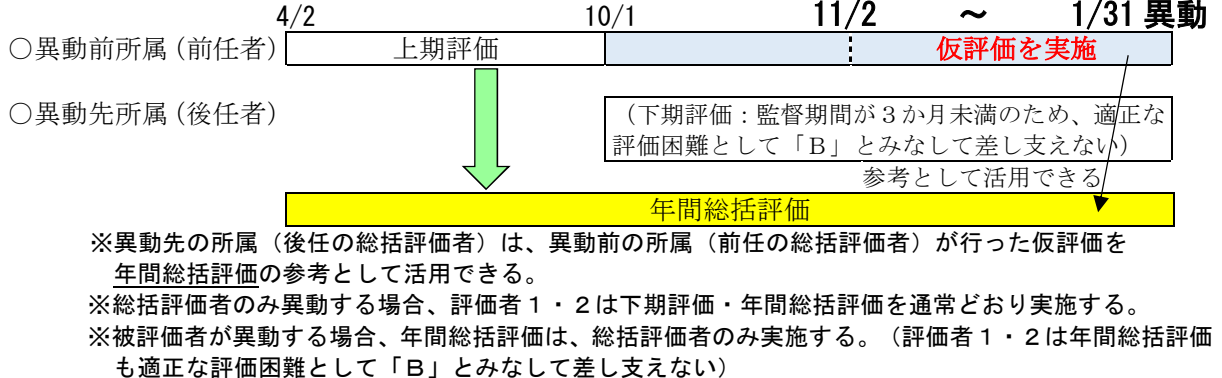 4/2 10/1 11/2 ～ 1/31 異動
○異動前所属(前任者) 上期評価 仮評価を実施
○異動先所属(後任者) （下期評価：監督期間が３か月未満のため、適正な
評価困難として「Ｂ」とみなして差し支えない）
参考として活用できる
年間総括評価
※異動先の所属（後任の総括評価者）は、異動前の所属（前任の総括評価者）が行った仮評価を
年間総括評価の参考として活用できる。
※総括評価者のみ異動する場合、評価者１・２は下期評価・年間総括評価を通常どおり実施する。
※被評価者が異動する場合、年間総括評価は、総括評価者のみ実施する。（評価者１・２は年間総括評価
も適正な評価困難として「Ｂ」とみなして差し支えない）